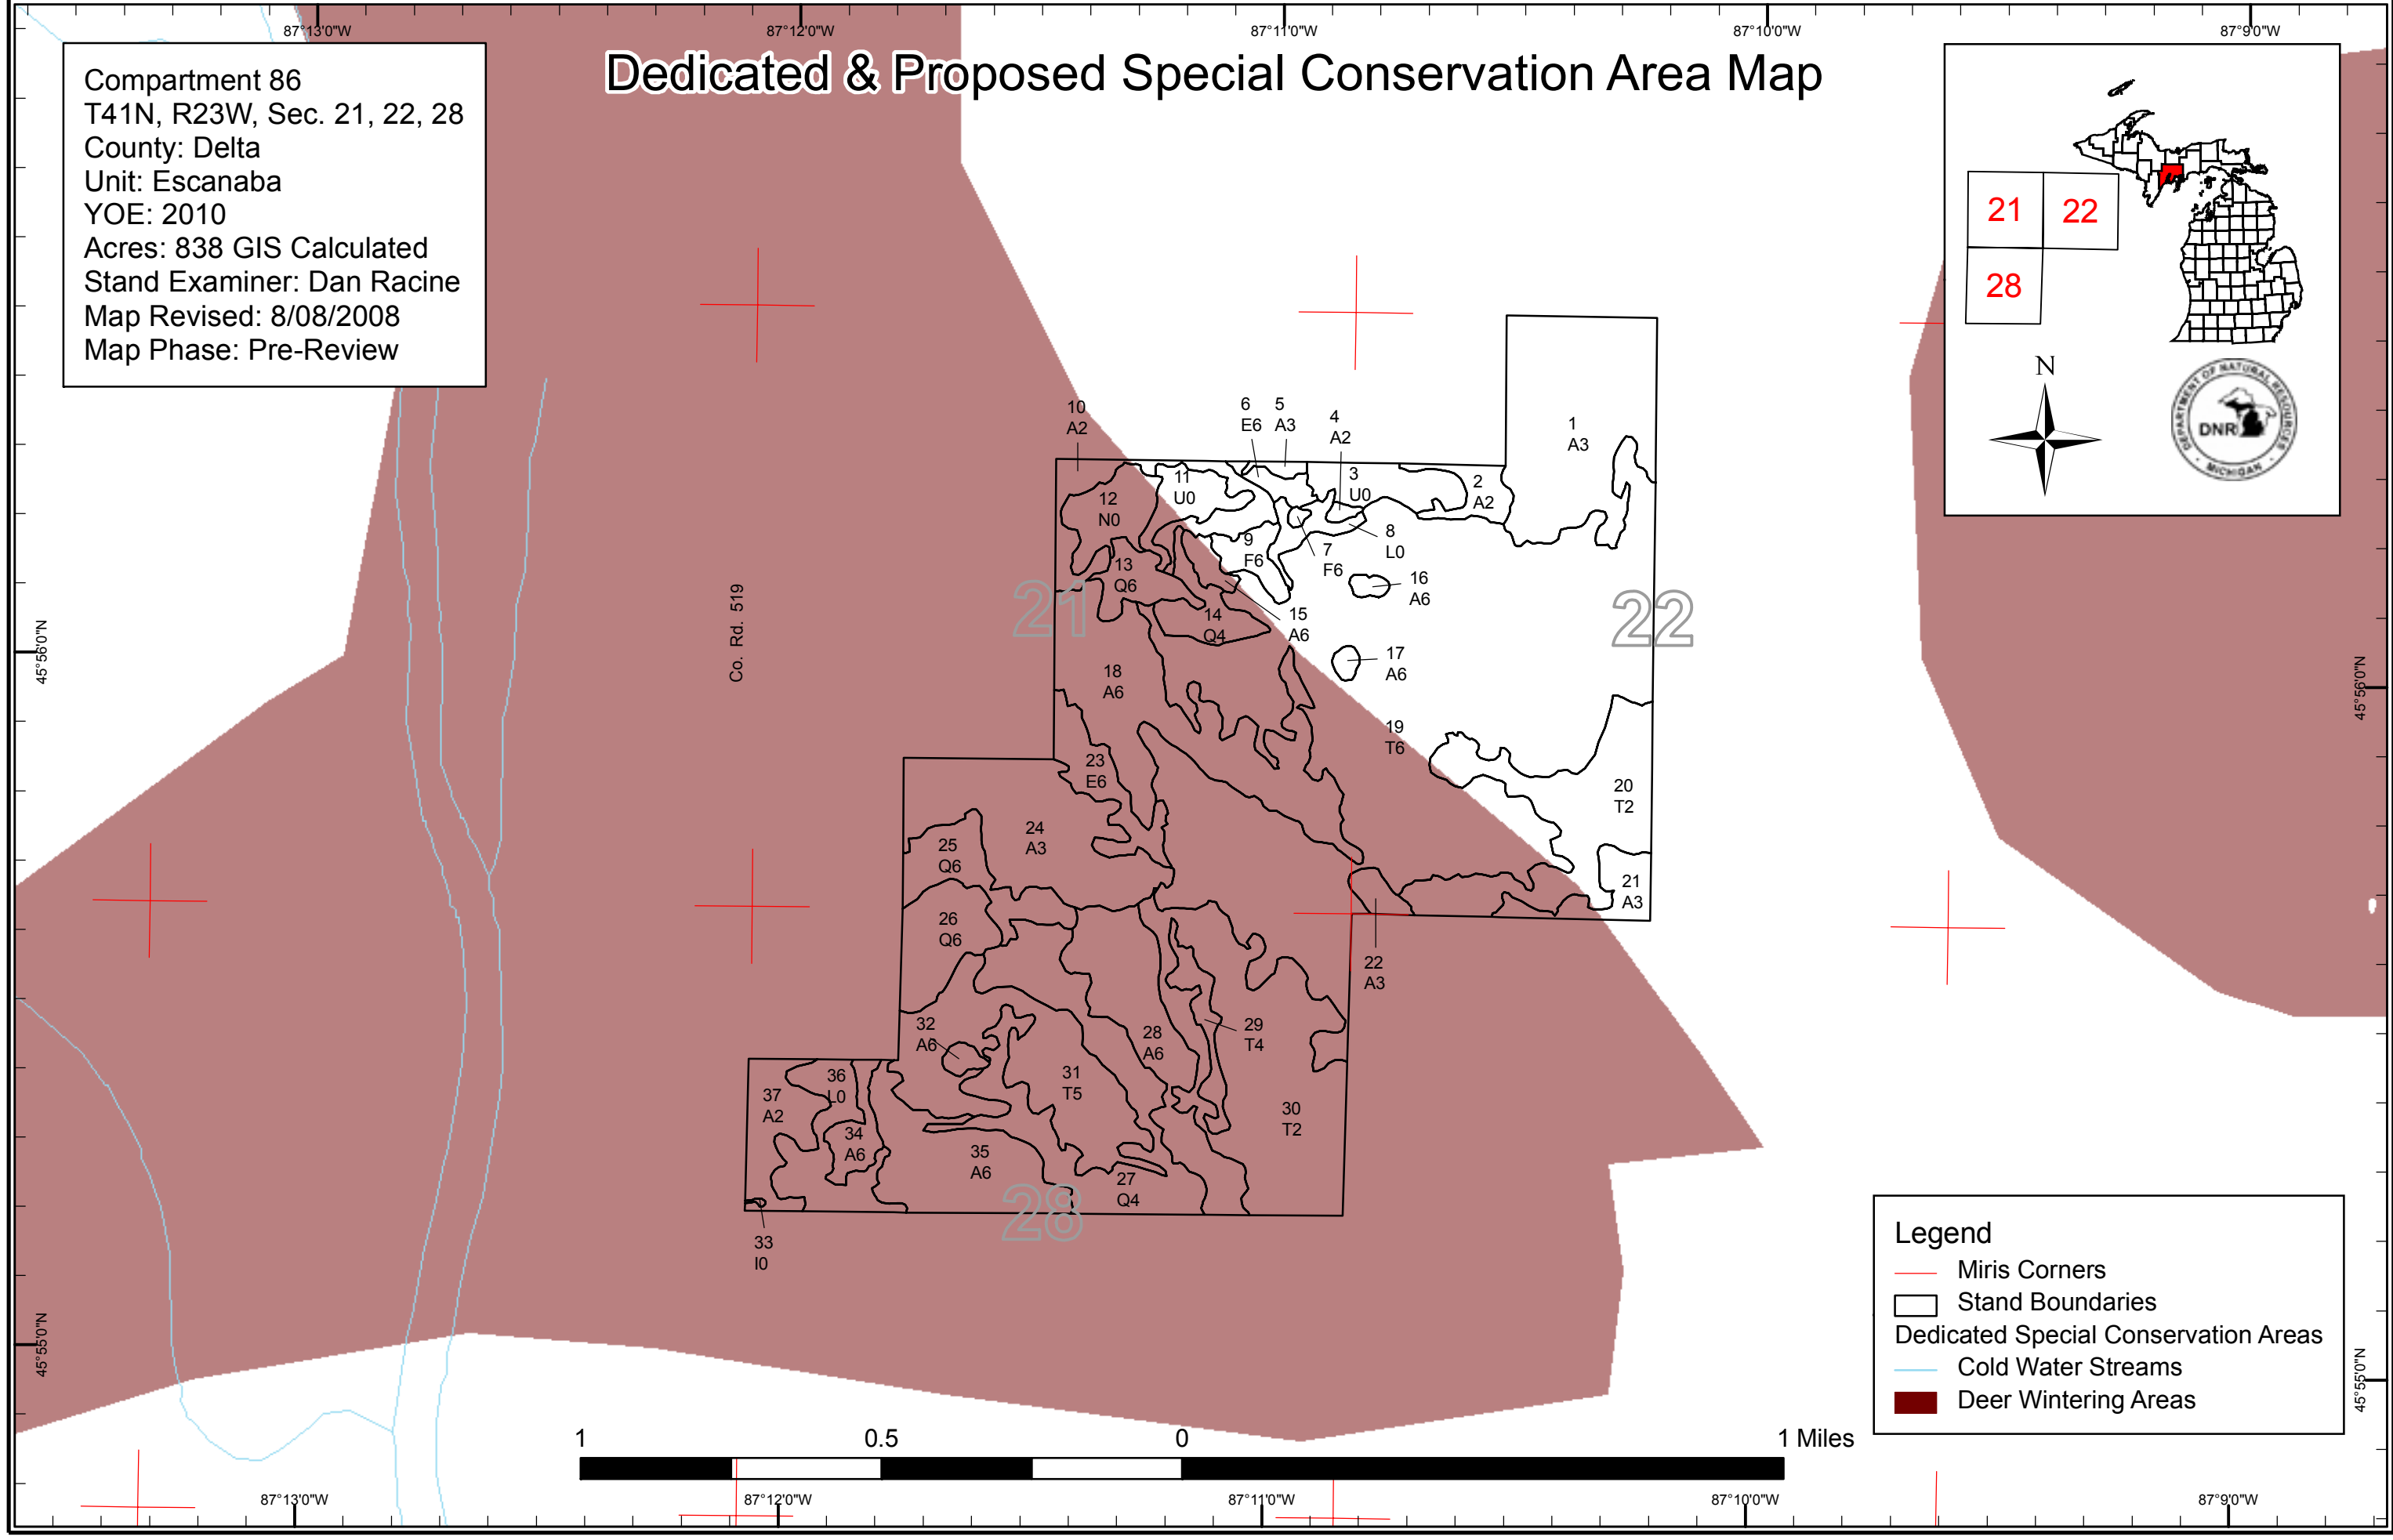 87°13'0"W
87°12'0"W
87°11'0"W
87°10'0"W
87°9'0"W
Dedicated & Proposed Special Conservation Area Map
Compartment 86
T41N, R23W, Sec. 21, 22, 28
County: Delta
Unit: Escanaba
YOE: 2010
Acres: 838 GIS Calculated
Stand Examiner: Dan Racine
Map Revised: 8/08/2008
Map Phase: Pre-Review
21
22
28
N
DEPARTMENT OF NATURAL RESOURCES
DNR
MICHIGAN
10
A2
6
E6
5
A3
4
A2
1
A3
11
U0
3
U0
2
A2
12
N0
9
F6
7
F6
8
L0
13
Q6
16
A6
14
Q4
15
A6
21
22
17
A6
18
A6
19
T6
23
E6
20
T2
24
A3
25
Q6
21
A3
26
Q6
22
A3
32
A6
28
A6
29
T4
31
T5
36
L0
37
A2
30
T2
34
A6
35
A6
27
Q4
28
33
I0
Co. Rd. 519
45°56'0"N
45°56'0"N
45°55'0"N
45°55'0"N
Legend
Miris Corners
Stand Boundaries
Dedicated Special Conservation Areas
Cold Water Streams
Deer Wintering Areas
1
0.5
0
1 Miles
87°13'0"W
87°12'0"W
87°11'0"W
87°10'0"W
87°9'0"W